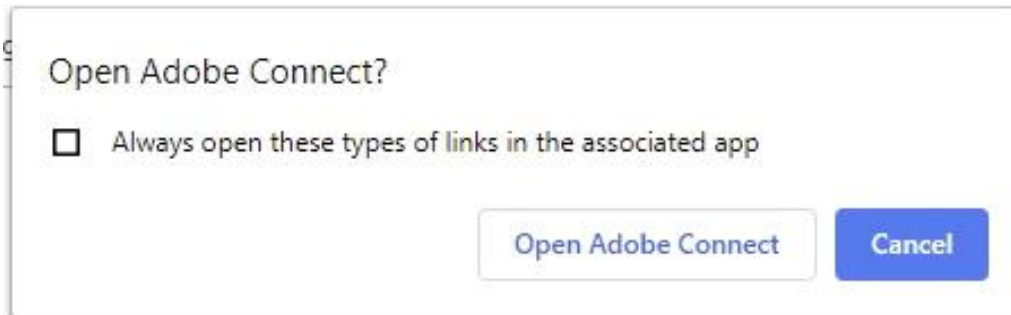 Open Adobe Connect?
Always open these types of links in the associated app
Open Adobe Connect
Cancel